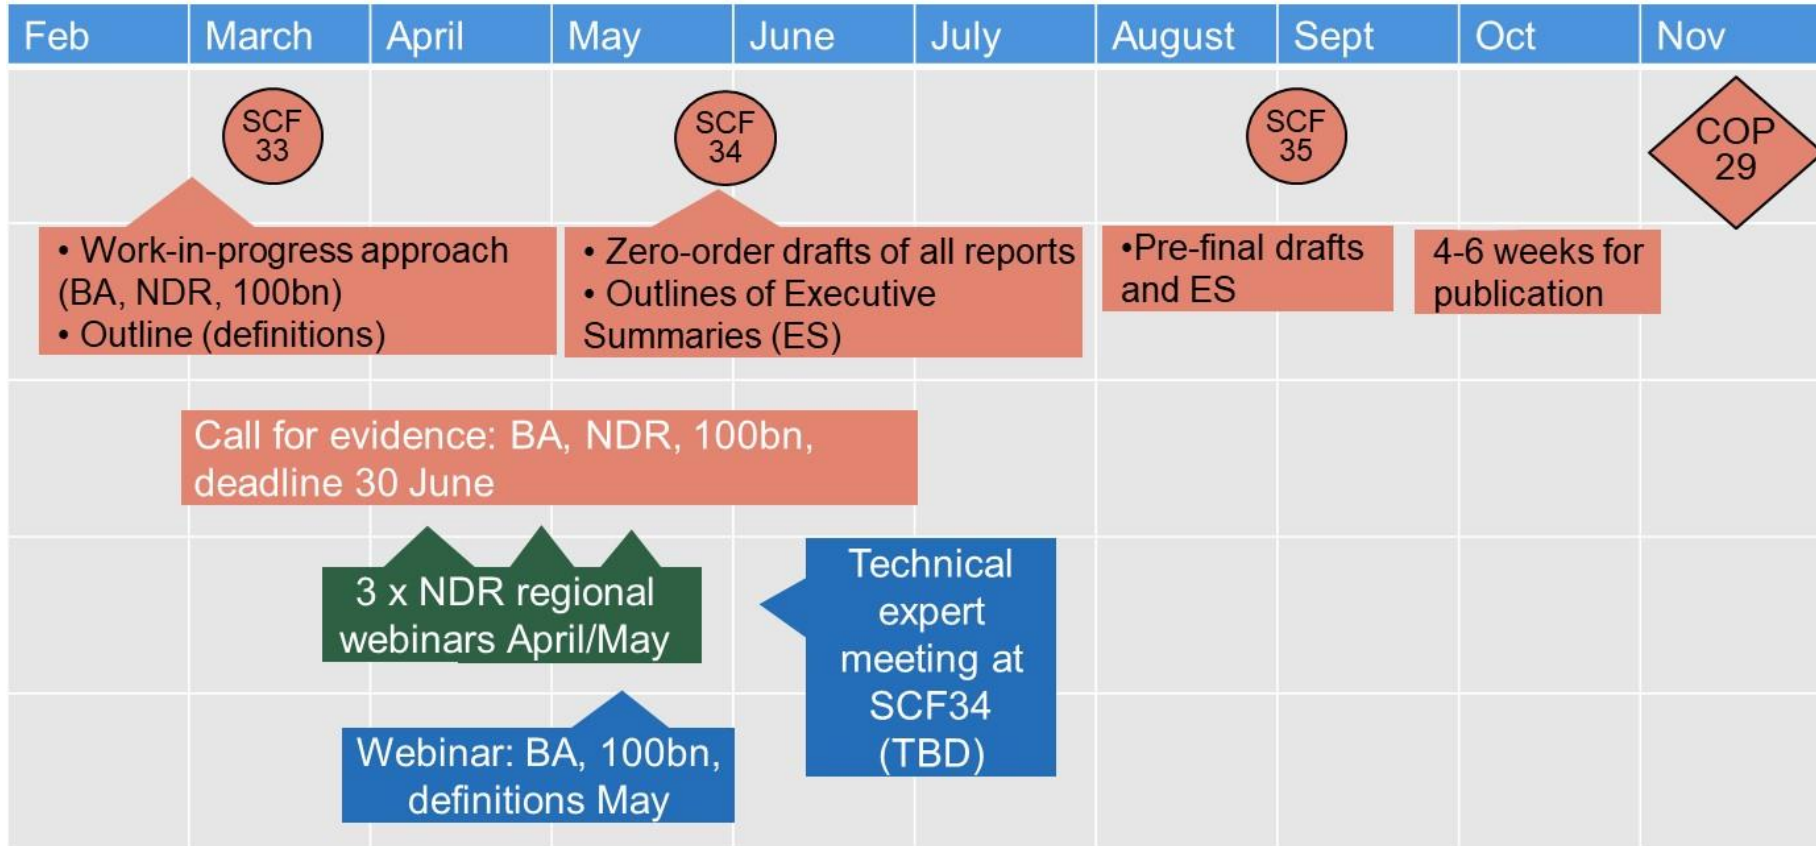 Feb March April May June July August Sept Oct Nov
SCF
33
SCF
34
SCF
35
COP
29
• Work-in-progress approach
(BA, NDR, 100bn)
• Outline (definitions)
• Zero-order drafts of all reports
• Outlines of Executive
Summaries (ES)
•Pre-final drafts
and ES
4-6 weeks for
publication
Call for evidence: BA, NDR, 100bn,
deadline 30 June
3 x NDR regional
webinars April/May
Technical
expert
meeting at
SCF34
(TBD)
Webinar: BA, 100bn,
definitions May